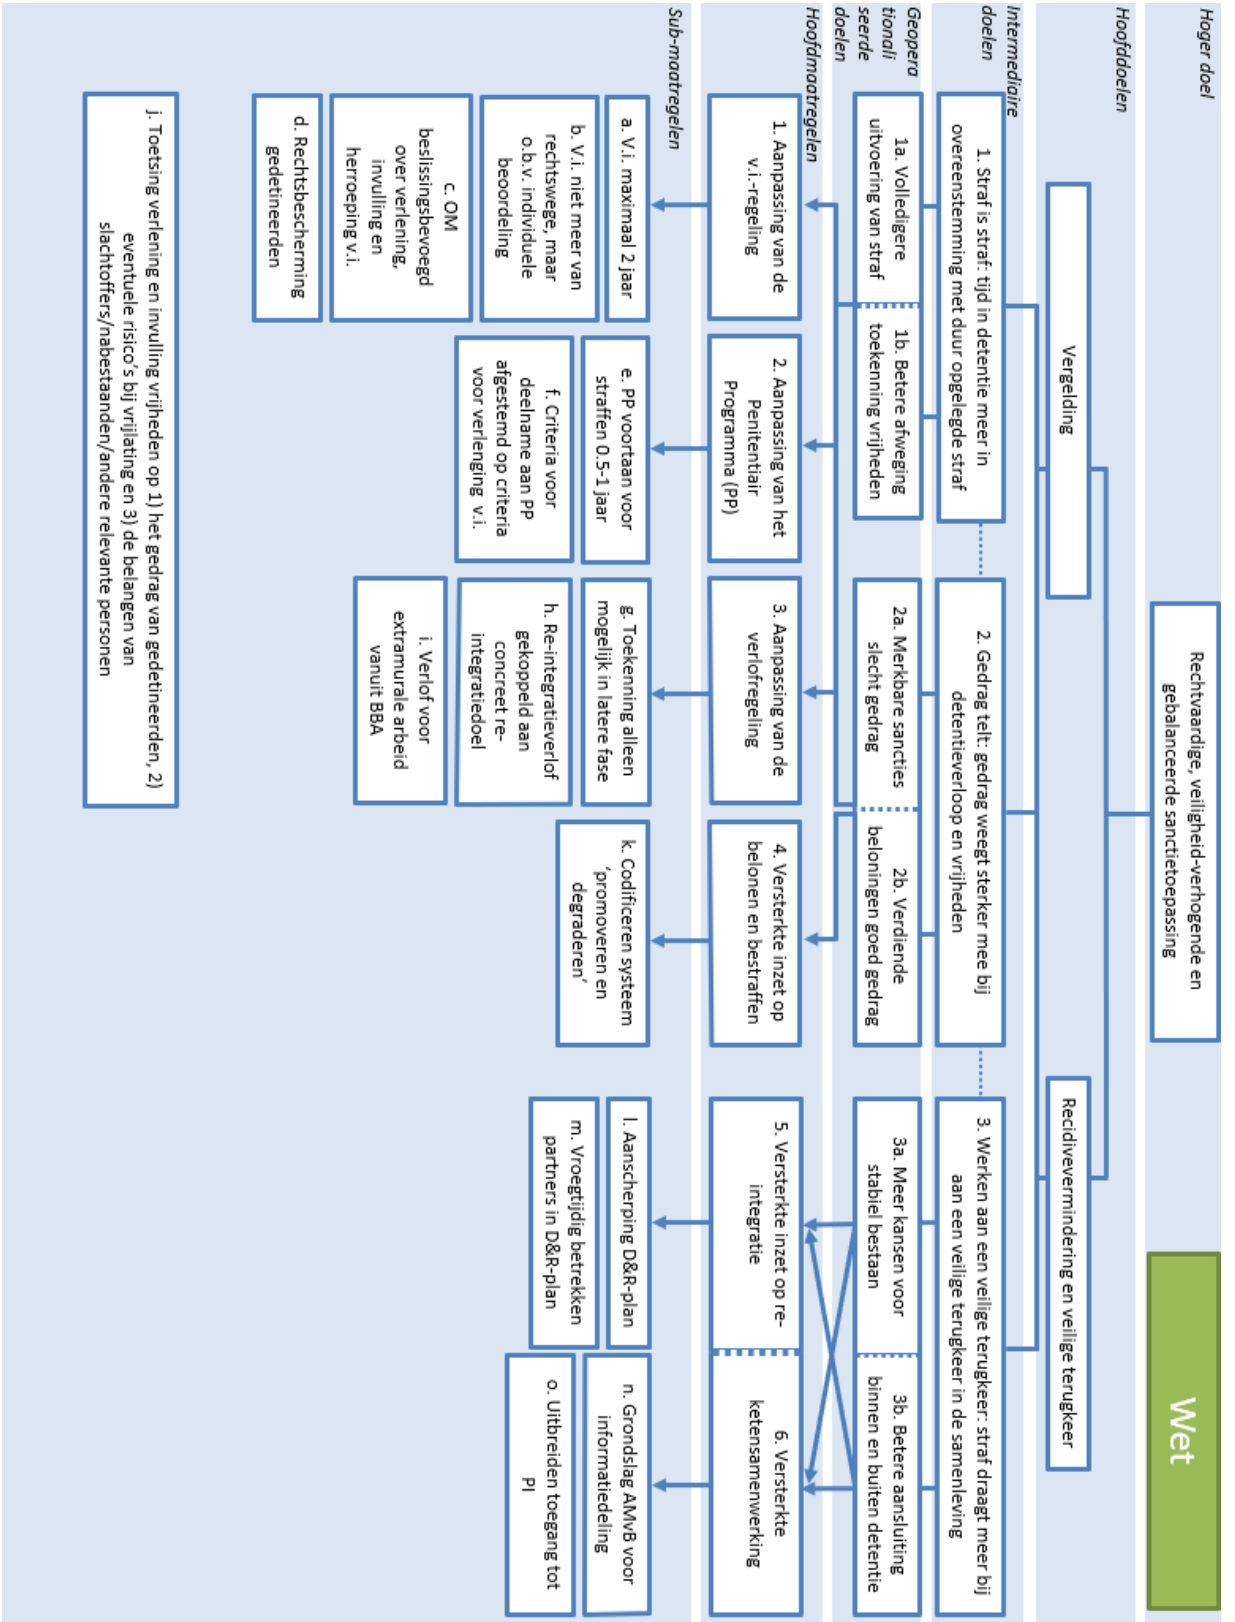 Hoger doel
Rechtvaardige, veiligheid-verhogende en
gebalanceerde sanctietoepassing
Wet
Hoofddoelen
Vergelding
Recidivevermindering en veilige terugkeer
Intermediaire
doelen
1. Straf is straf: tijd in detentie meer in
overeenstemming met duur opgelegde straf
2. Gedrag telt: gedrag weegt sterker mee bij
detentieverloop en vrijheden
3. Werken aan een veilige terugkeer: straf draagt meer bij
aan een veilige terugkeer in de samenleving
Geopera
tionali
seerde
doelen
1a. Volledigere
uitvoering van straf
1b. Betere afweging
toekenning vrijheden
2a. Merkbare sancties
slecht gedrag
2b. Verdiende
beloningen goed gedrag
3a. Meer kansen voor
stabiel bestaan
3b. Betere aansluiting
binnen en buiten detentie
Hoofdmaatregelen
1. Aanpassing van de
v.i.-regeling
2. Aanpassing van het
Penitentiair
Programma (PP)
3. Aanpassing van de
verlofregeling
4. Versterkte inzet op
belonen en bestraffen
5. Versterkte inzet op re-
integratie
6. Versterkte
ketensamenwerking
Sub-maatregelen
a. V.i. maximaal 2 jaar
b. V.i. niet meer van
rechtswege, maar
o.b.v. individuele
beoordeling
c. OM
beslissingsbevoegd
over verlening,
invulling en
herroeping v.i.
d. Rechtsbescherming
gedetineerden
e. PP voortaan voor
straffen 0.5-1 jaar
f. Criteria voor
deelname aan PP
afgestemd op criteria
voor verlenging v.i.
g. Toekenning alleen
mogelijk in latere fase
h. Re-integratieverlof
gekoppeld aan
concreet re-
integratiedoel
i. Verlof voor
extramurale arbeid
vanuit BBA
k. Codificeren systeem
‘promoveren en
degraderen’
l. Aanscherping D&R-plan
m. Vroegtijdig betrekken
partners in D&R-plan
n. Grondslag AMvB voor
informatiedeling
o. Uitbreiden toegang tot
PI
j. Toetsing verlening en invulling vrijheden op 1) het gedrag van gedetineerden, 2)
eventuele risico’s bij vrijlating en 3) de belangen van
slachtoffers/nabestaanden/andere relevante personen